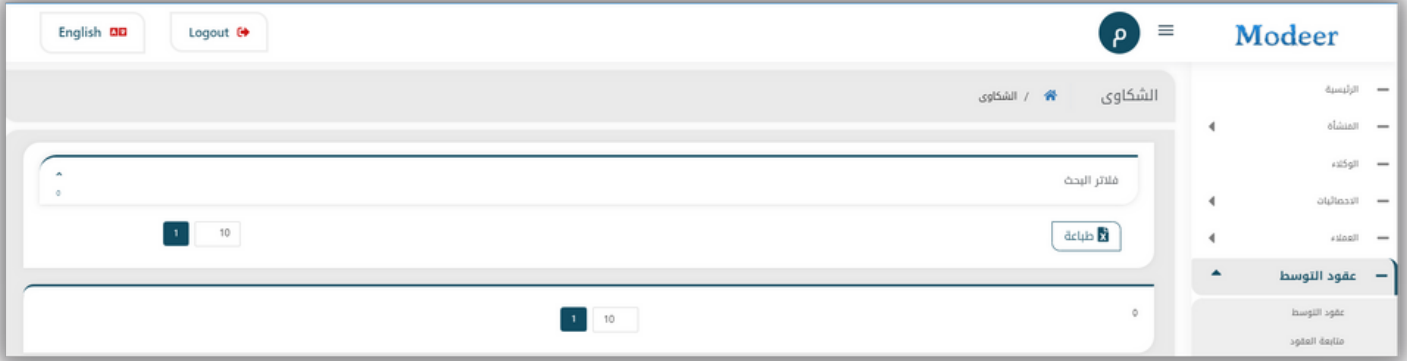 Modeer
م
Logout
English
الرئيسية
المنشأة
الوكلاء
الاحصائيات
العملاء
عقود التوسط
عقود التوسط
متابعة العقود
الشكاوى
/ الشكاوى
فلاتر البحث
0
طباعة
10
1
0
10
1